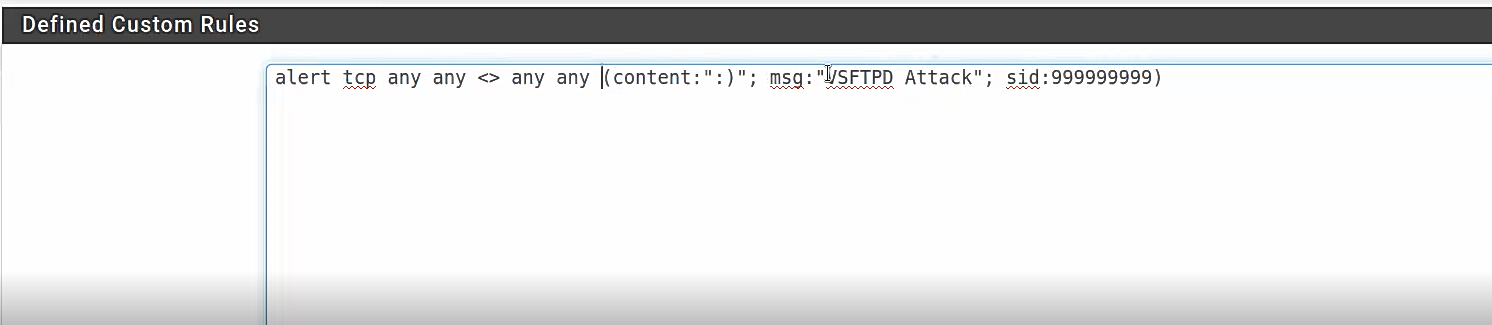 Defined Custom Rules
alert tcp any any <> any any (content:":)"; msg:"VSFTPD Attack"; sid:999999999)